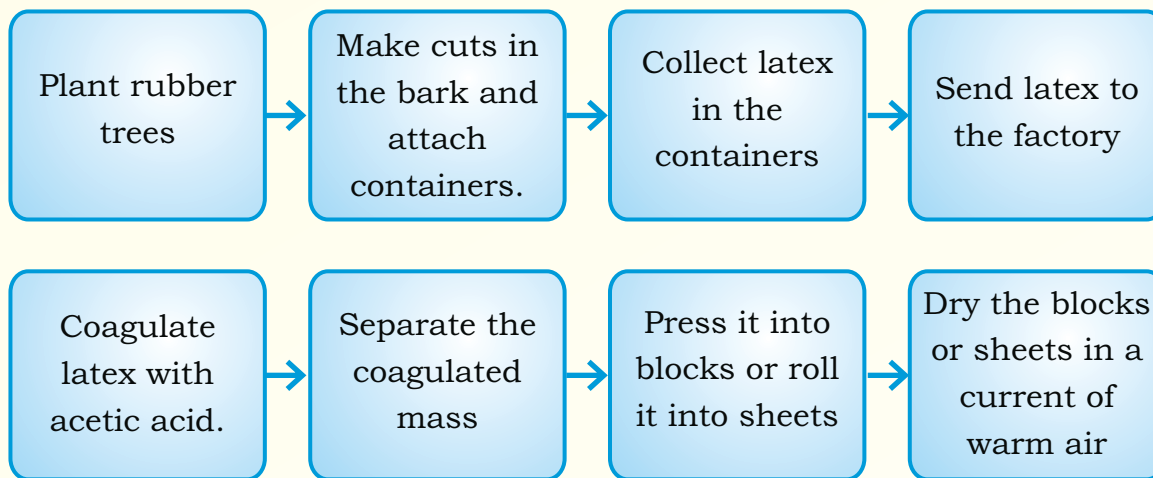 Plant rubber
trees
Make cuts in
the bark and
attach
containers.
Collect latex
in the
containers
Send latex to
the factory
Coagulate
latex with
acetic acid.
Separate the
coagulated
mass
Press it into
blocks or roll
it into sheets
Dry the blocks
or sheets in a
current of
warm air